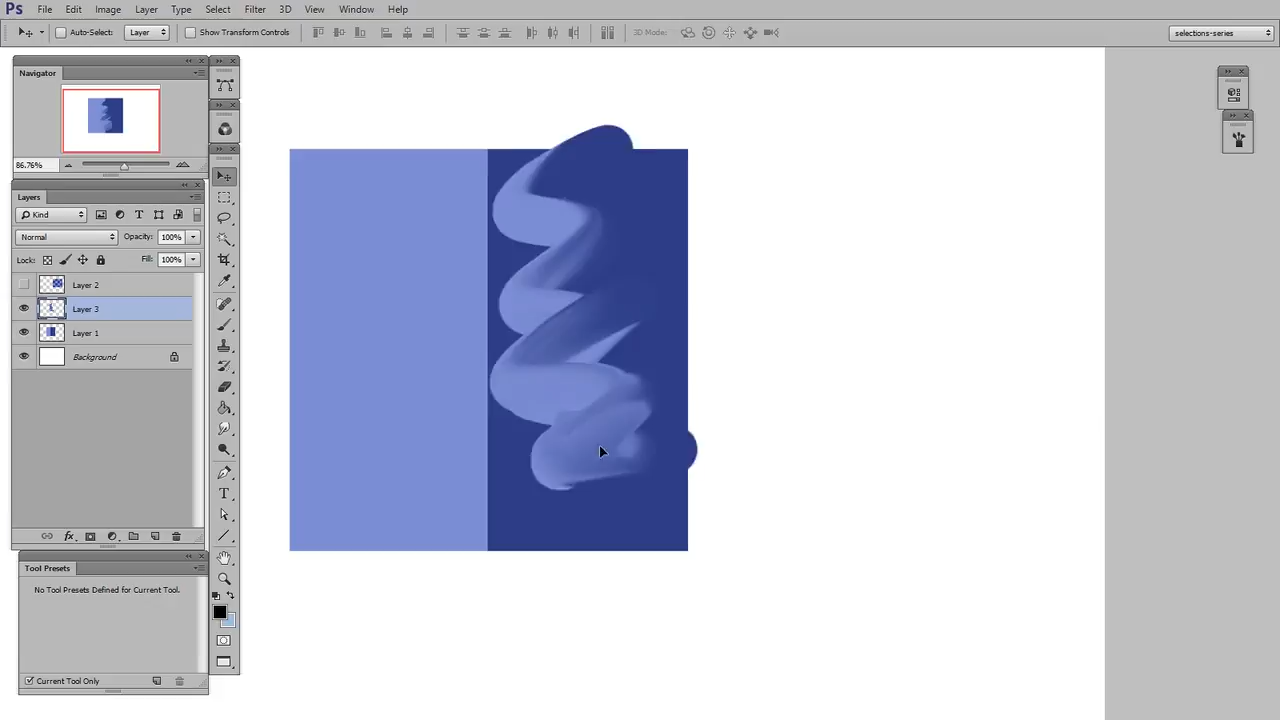 Ps File Edit Image Layer Type Select Filter 3D View Window Help
Auto-Select: Layer Show Transform Controls 3D Mode: selections-series
Navigator
86.76%
Layers
Kind
Normal Opacity: 100%
Lock: Fill: 100%
Layer 2
Layer 3
Layer 1
Background
fx
Tool Presets
No Tool Presets Defined for Current Tool.
Current Tool Only